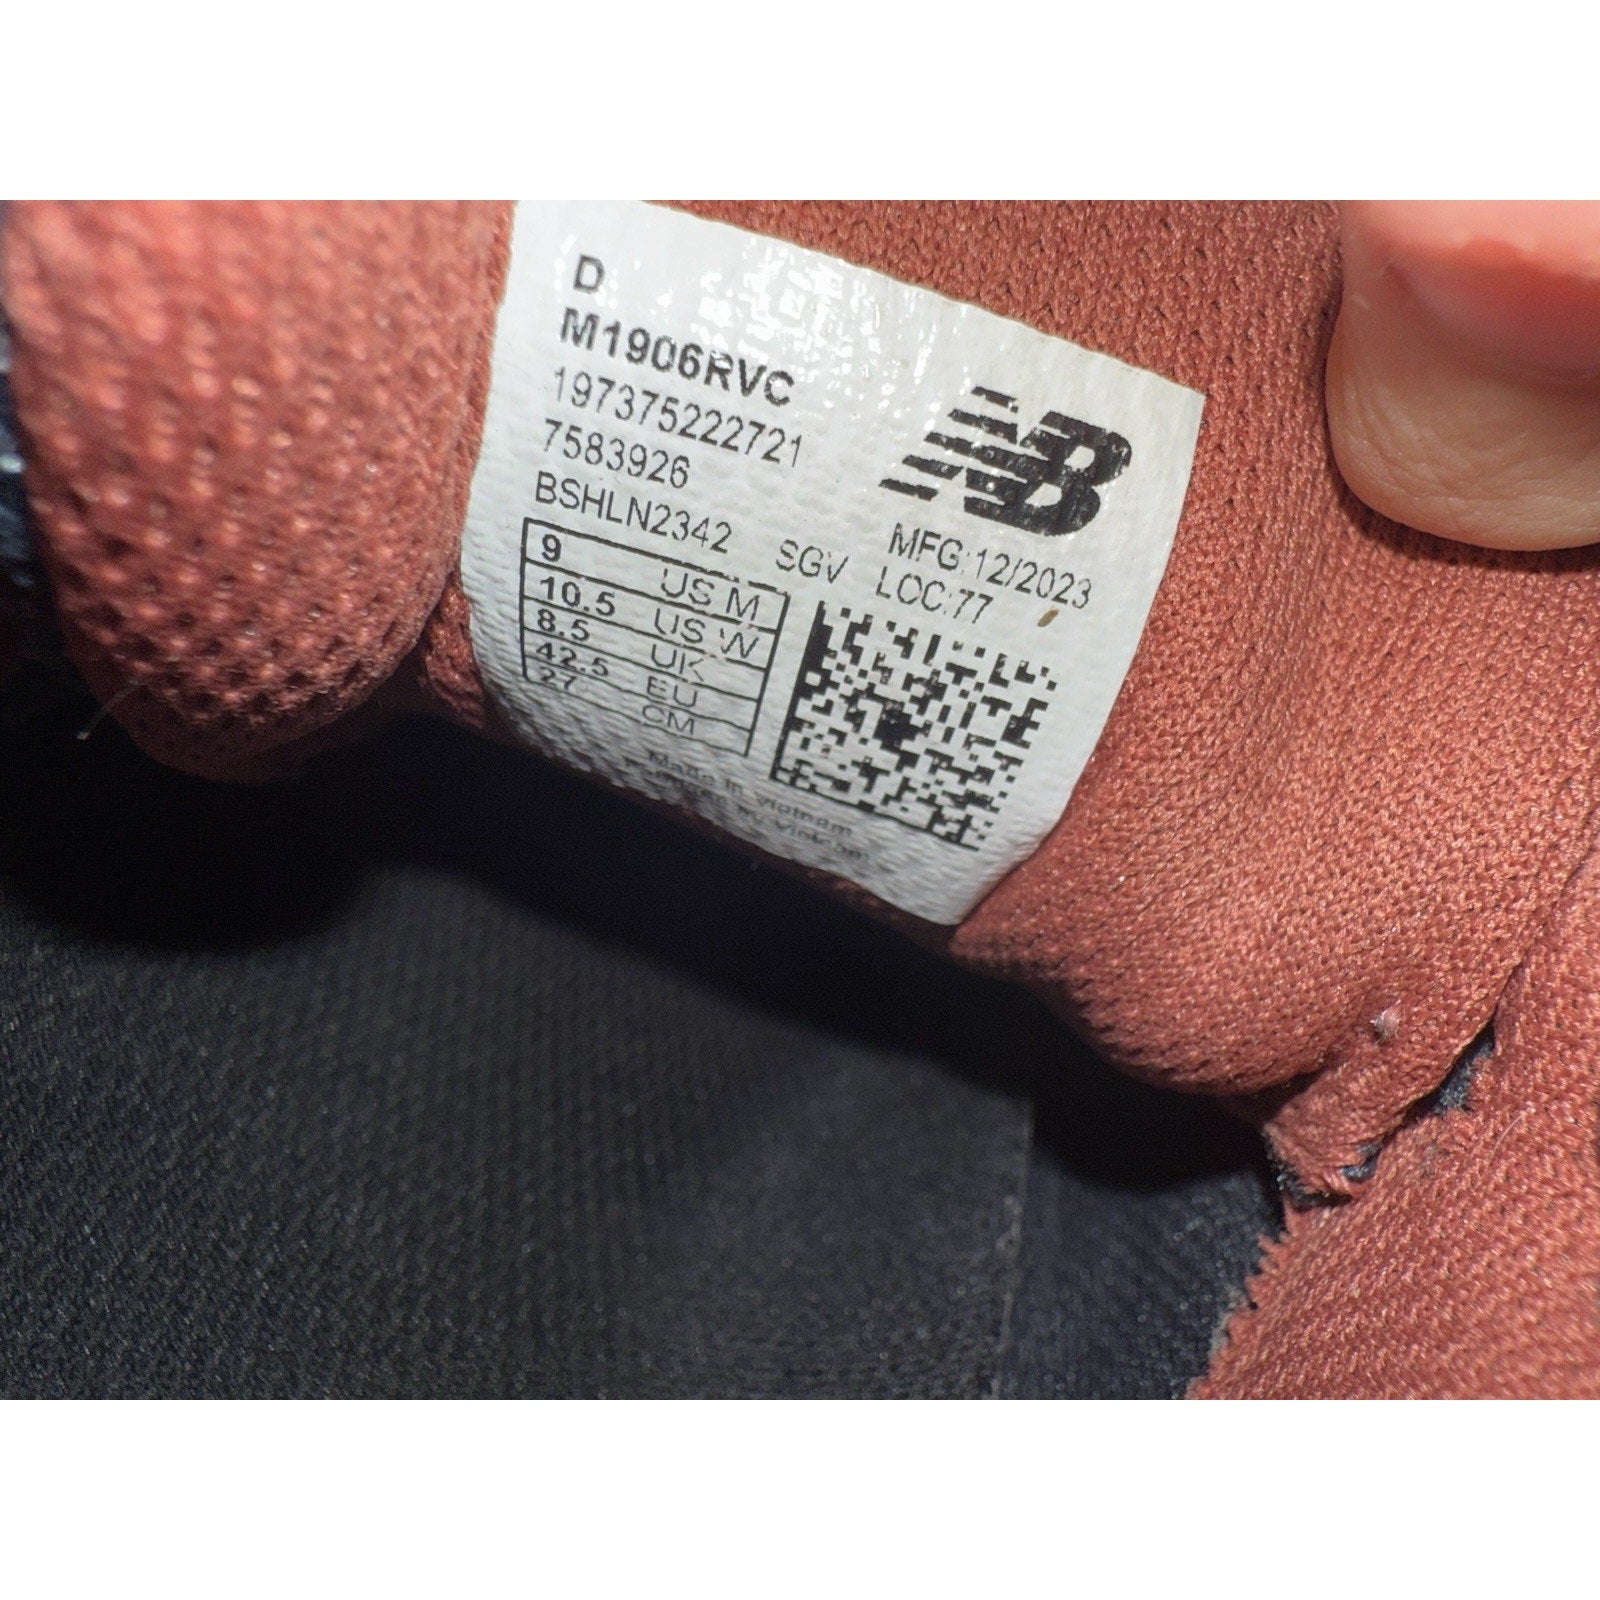 D
M1906RVC
197375222721
7583926
BSHLN2342 SGV
NB
MFG:12/2023
LOC:77
9 US M
10.5 US W
8.5 UK
42.5 EU
27 CM
Made in Vietnam